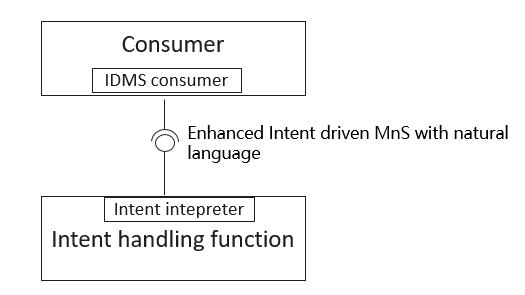 Consumer
IDMS consumer
Enhanced Intent driven MnS with natural
language
Intent intepreter
Intent handling function